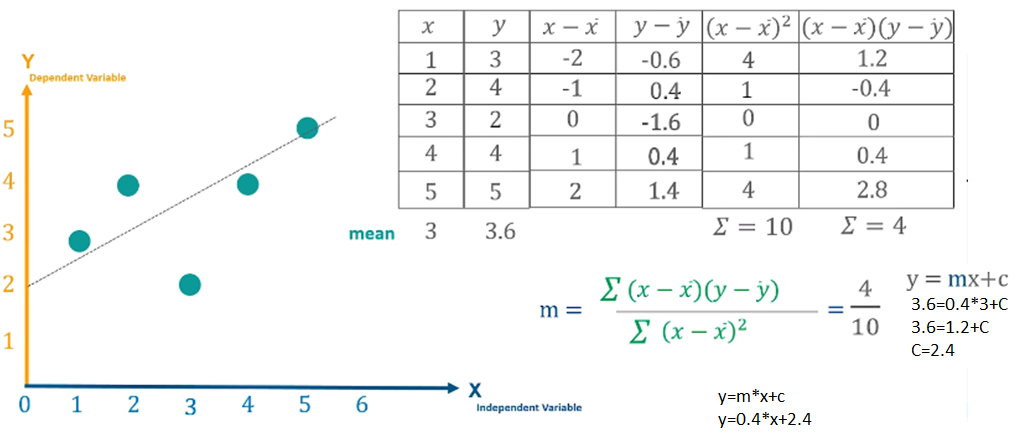 Y
Dependent Variable
5
4
3
2
1
0 1 2 3 4 5 6
X
Independent Variable
x y x − x̄ y − ȳ (x − x̄)² (x − x̄)(y − ȳ)
1 3 -2 -0.6 4 1.2
2 4 -1 0.4 1 -0.4
3 2 0 -1.6 0 0
4 4 1 0.4 1 0.4
5 5 2 1.4 4 2.8
mean 3 3.6 Σ = 10 Σ = 4
m = Σ (x − x̄)(y − ȳ) / Σ (x − x̄)² = 4 / 10
y = mx+c
3.6=0.4*3+C
3.6=1.2+C
C=2.4
y=m*x+c
y=0.4*x+2.4